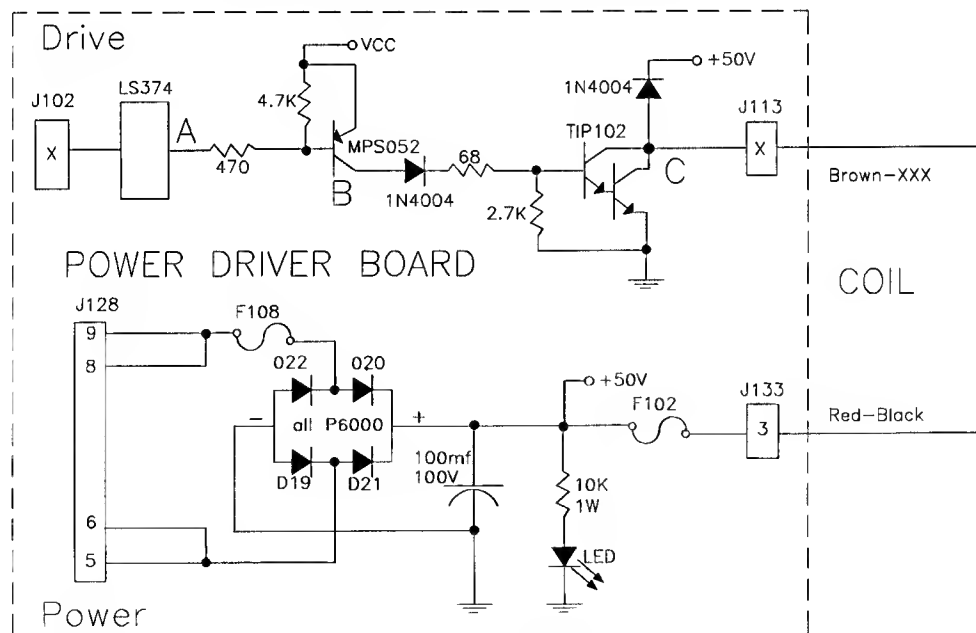 Drive
VCC
+50V
LS374
1N4004
J102
4.7K
J113
A
TIP102
X
MPS052
68
X
470
B
C
Brown-XXX
1N4004
2.7K
POWER DRIVER BOARD
COIL
J128
F108
9
8
022
020
+50V
J133
F102
Red-Black
- all P6000 +
3
100mf
100V
D19
D21
10K
1W
6
LED
5
Power